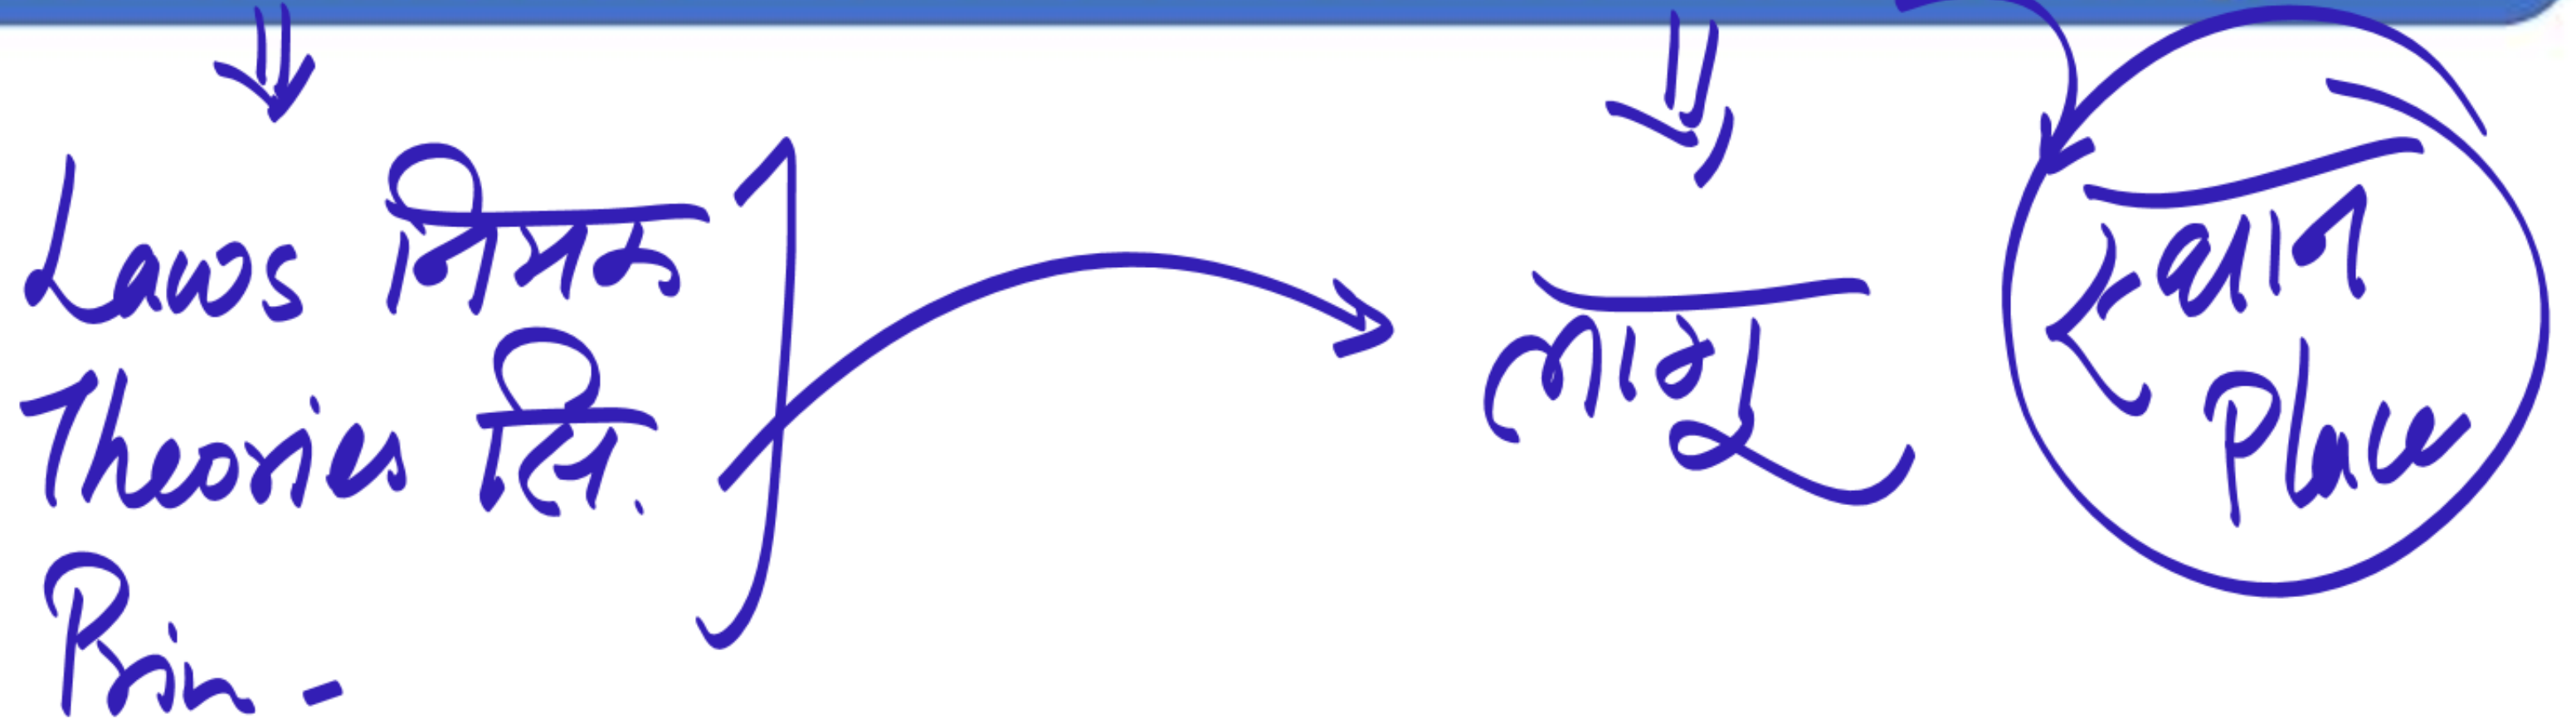 Laws नियम
Theories सि.
Prin -
लागू
स्थान
Place